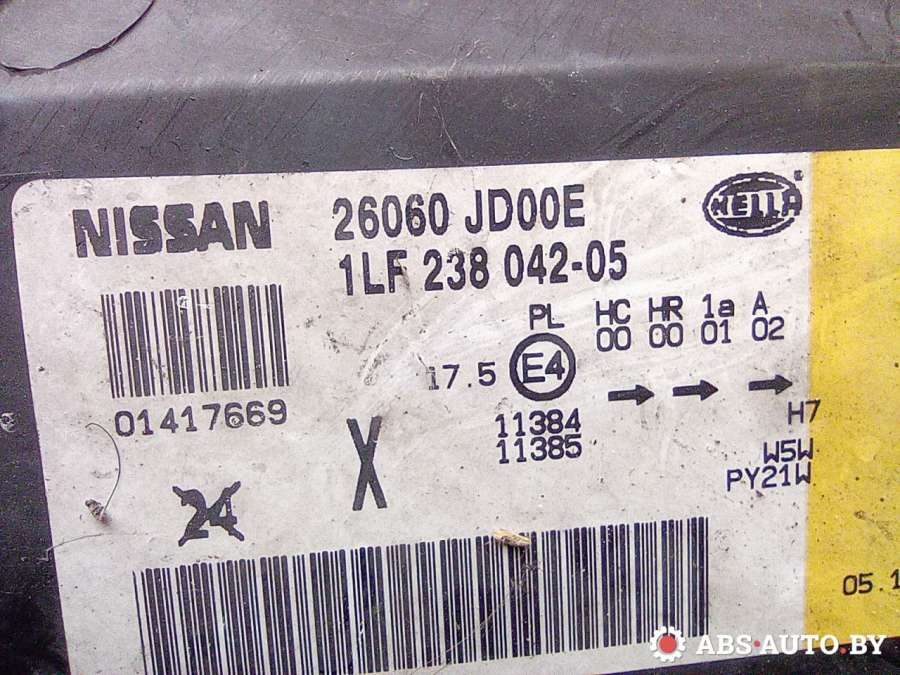 NISSAN 26060 JD00E HELLA
1LF 238 042-05
PL HC HR 1a A
00 00 01 02
17.5 E4
01417669
11384
11385
H7
W5W
PY21W
24
X
05.1
ABS-AUTO.BY